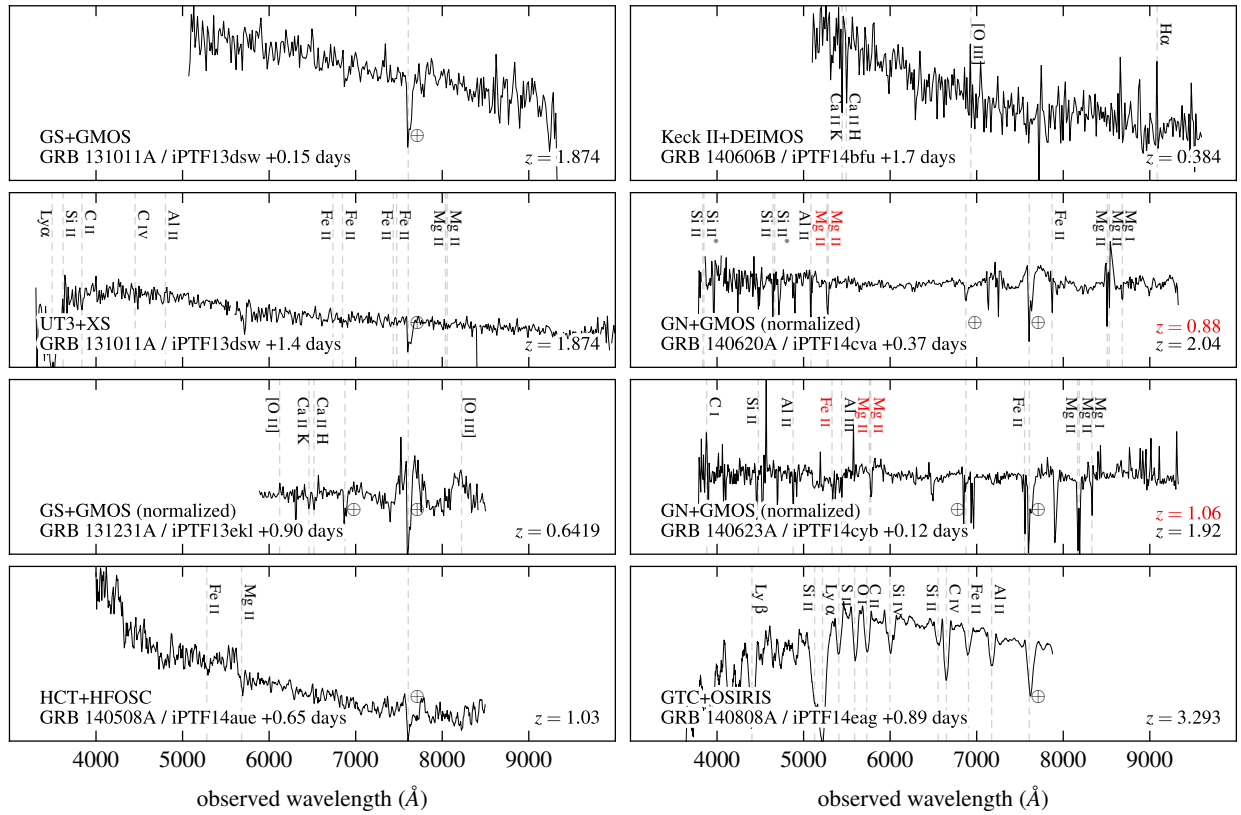 GS+GMOS
GRB 131011A / iPTF13dsw +0.15 days
z = 1.874
[O III]
Hα
Ca II K
Ca II H
Keck II+DEIMOS
GRB 140606B / iPTF14bfu +1.7 days
z = 0.384
Lyα
Si II
C II
C IV
Al II
Fe II
Fe II
Fe II
Fe II
Mg II
Mg II
UT3+XS
GRB 131011A / iPTF13dsw +1.4 days
z = 1.874
Si II
Si II*
Si II
Si II*
Al II
Mg II
Mg II
Fe II
Mg II
Mg II
Mg I
GN+GMOS (normalized)
z = 0.88
GRB 140620A / iPTF14cva +0.37 days
z = 2.04
[O II]
Ca II K
Ca II H
[O III]
GS+GMOS (normalized)
GRB 131231A / iPTF13ekl +0.90 days
z = 0.6419
C I
Si II
Al II
Fe II
Al III
Mg II
Mg II
Fe II
Mg II
Mg II
Mg I
GN+GMOS (normalized)
z = 1.06
GRB 140623A / iPTF14cyb +0.12 days
z = 1.92
Fe II
Mg II
HCT+HFOSC
GRB 140508A / iPTF14aue +0.65 days
z = 1.03
Ly β
Si II
Ly α
S II
O I
C II
Si IV
Si II
C IV
Fe II
Al II
GTC+OSIRIS
GRB 140808A / iPTF14eag +0.89 days
z = 3.293
4000 5000 6000 7000 8000 9000
4000 5000 6000 7000 8000 9000
observed wavelength (Å)
observed wavelength (Å)